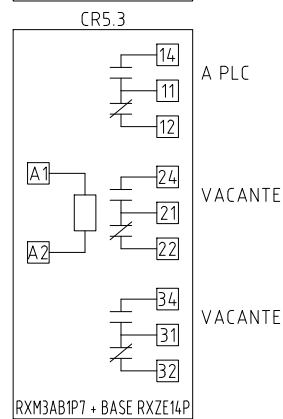 CR5.3
14
A PLC
11
12
A1
24
VACANTE
21
A2
22
34
VACANTE
31
32
RXM3AB1P7 + BASE RXZE14P